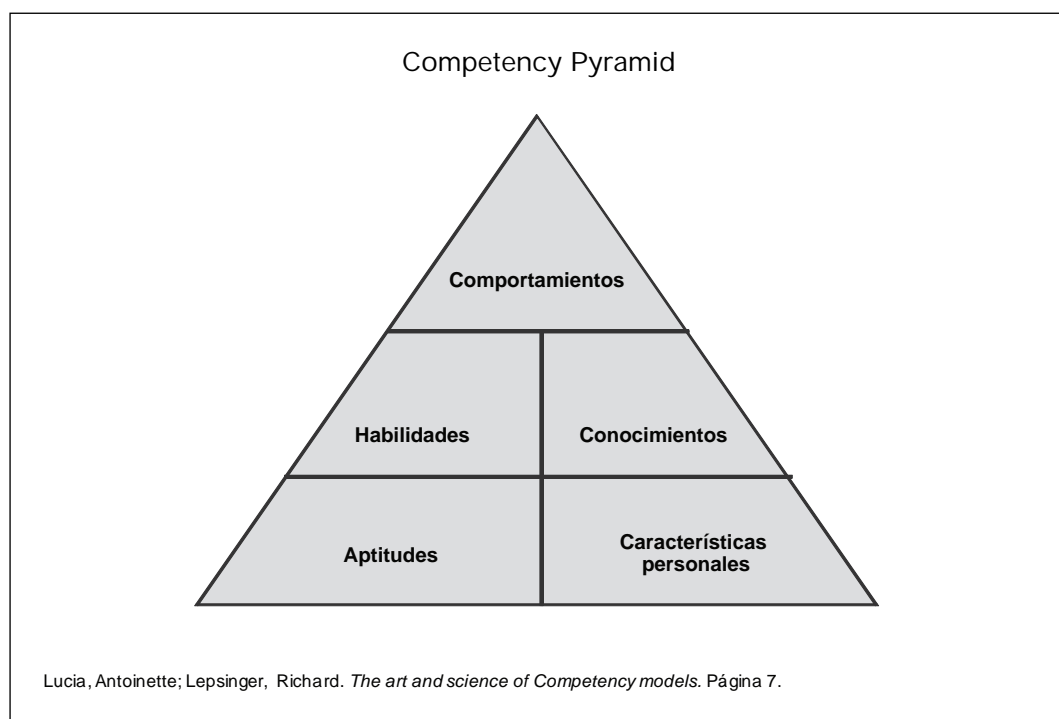 Competency Pyramid
Comportamientos
Habilidades
Conocimientos
Aptitudes
Características
personales
Lucia, Antoinette; Lepsinger, Richard. The art and science of Competency models. Página 7.